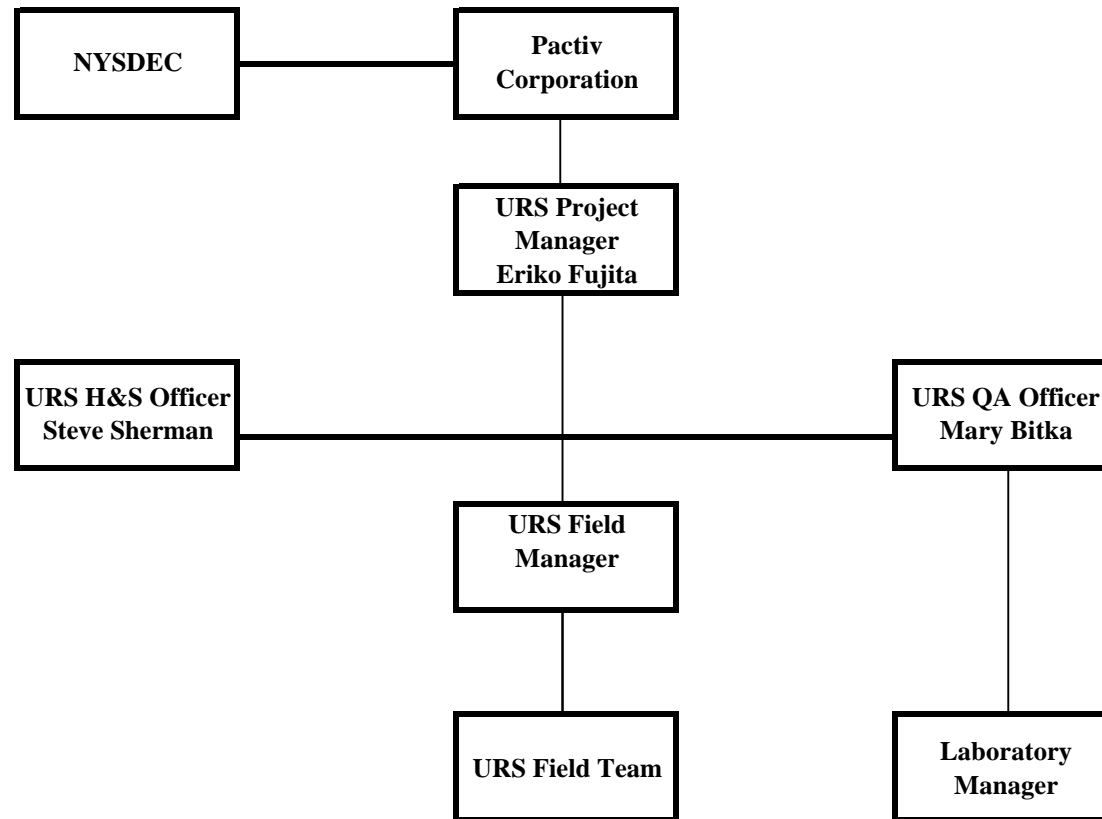 NYSDEC
Pactiv
Corporation
URS Project
Manager
Eriko Fujita
URS H&S Officer
Steve Sherman
URS QA Officer
Mary Bitka
URS Field
Manager
URS Field Team
Laboratory
Manager